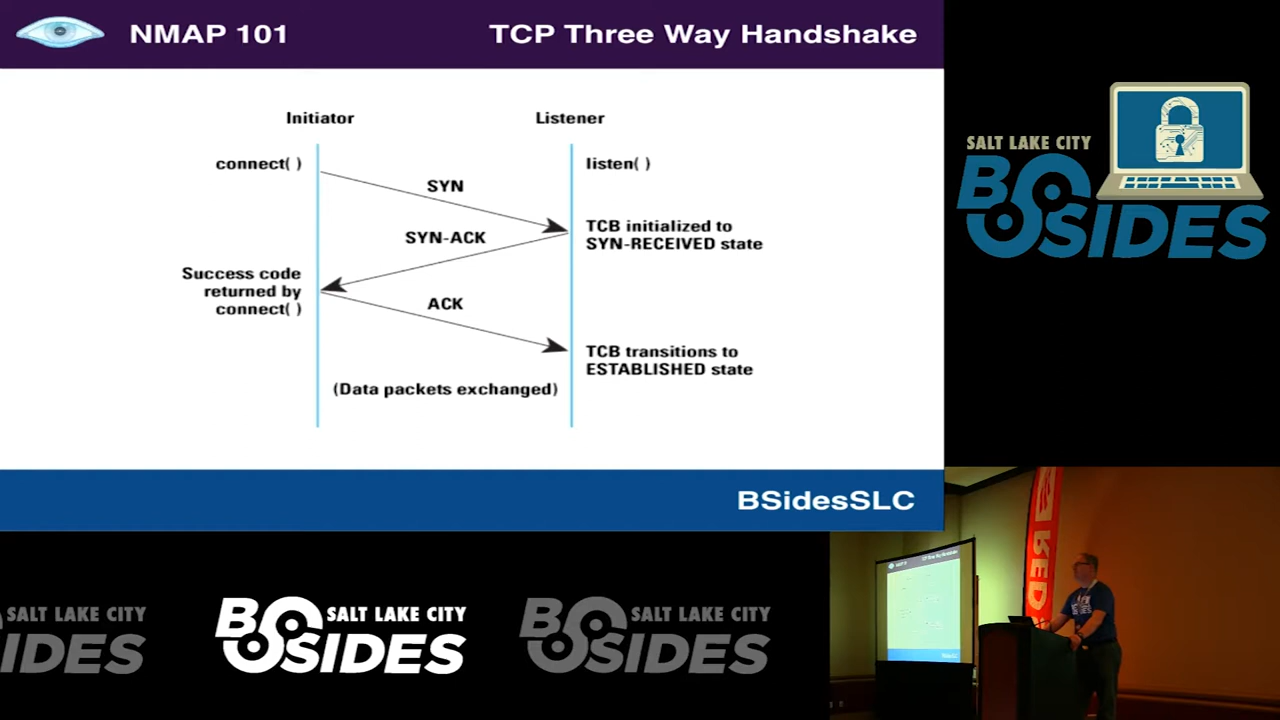 NMAP 101
TCP Three Way Handshake
Initiator
Listener
connect( )
listen( )
SYN
TCB initialized to
SYN-RECEIVED state
SYN-ACK
Success code
returned by
connect( )
ACK
TCB transitions to
ESTABLISHED state
(Data packets exchanged)
BSidesSLC
SALT LAKE CITY
BSIDES
RED
SALT LAKE CITY
IDES
SALT LAKE CITY
BSIDES
SALT LAKE CITY
BSIDES